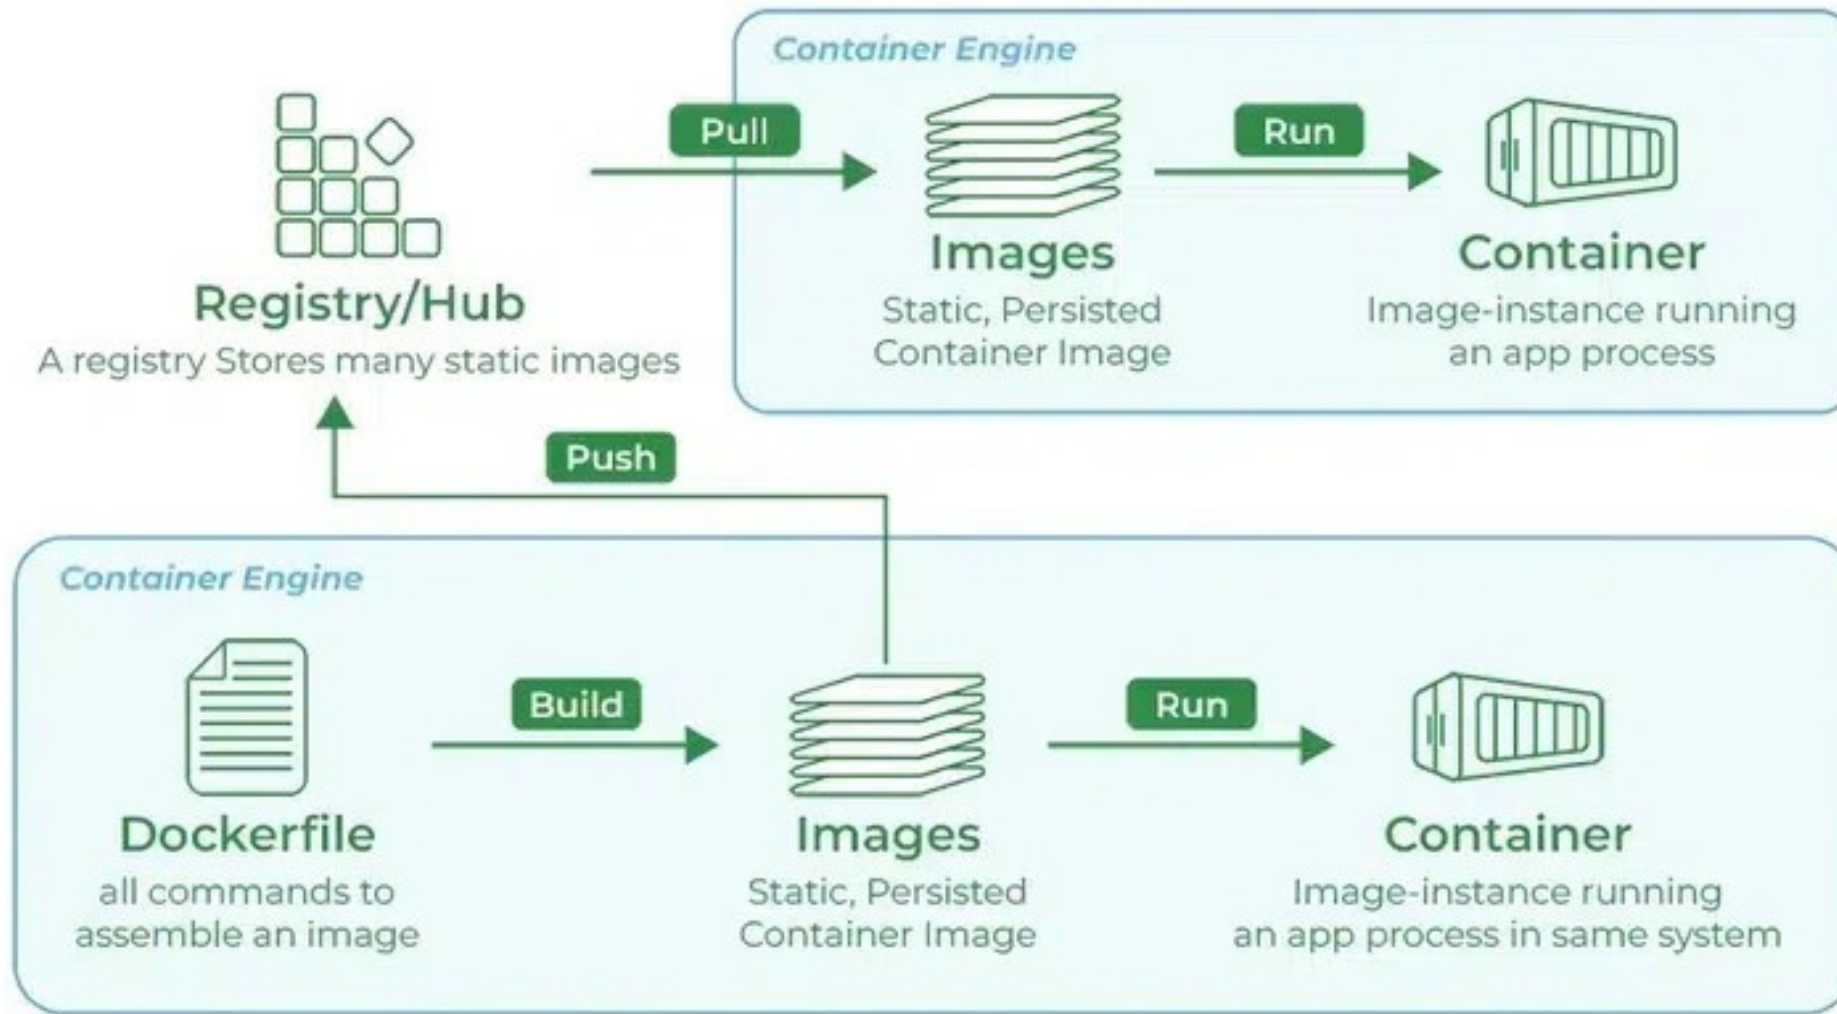 Container Engine
Pull
Run
Images
Static, Persisted
Container Image
Container
Image-instance running
an app process
Registry/Hub
A registry Stores many static images
Push
Container Engine
Build
Run
Dockerfile
all commands to
assemble an image
Images
Static, Persisted
Container Image
Container
Image-instance running
an app process in same system